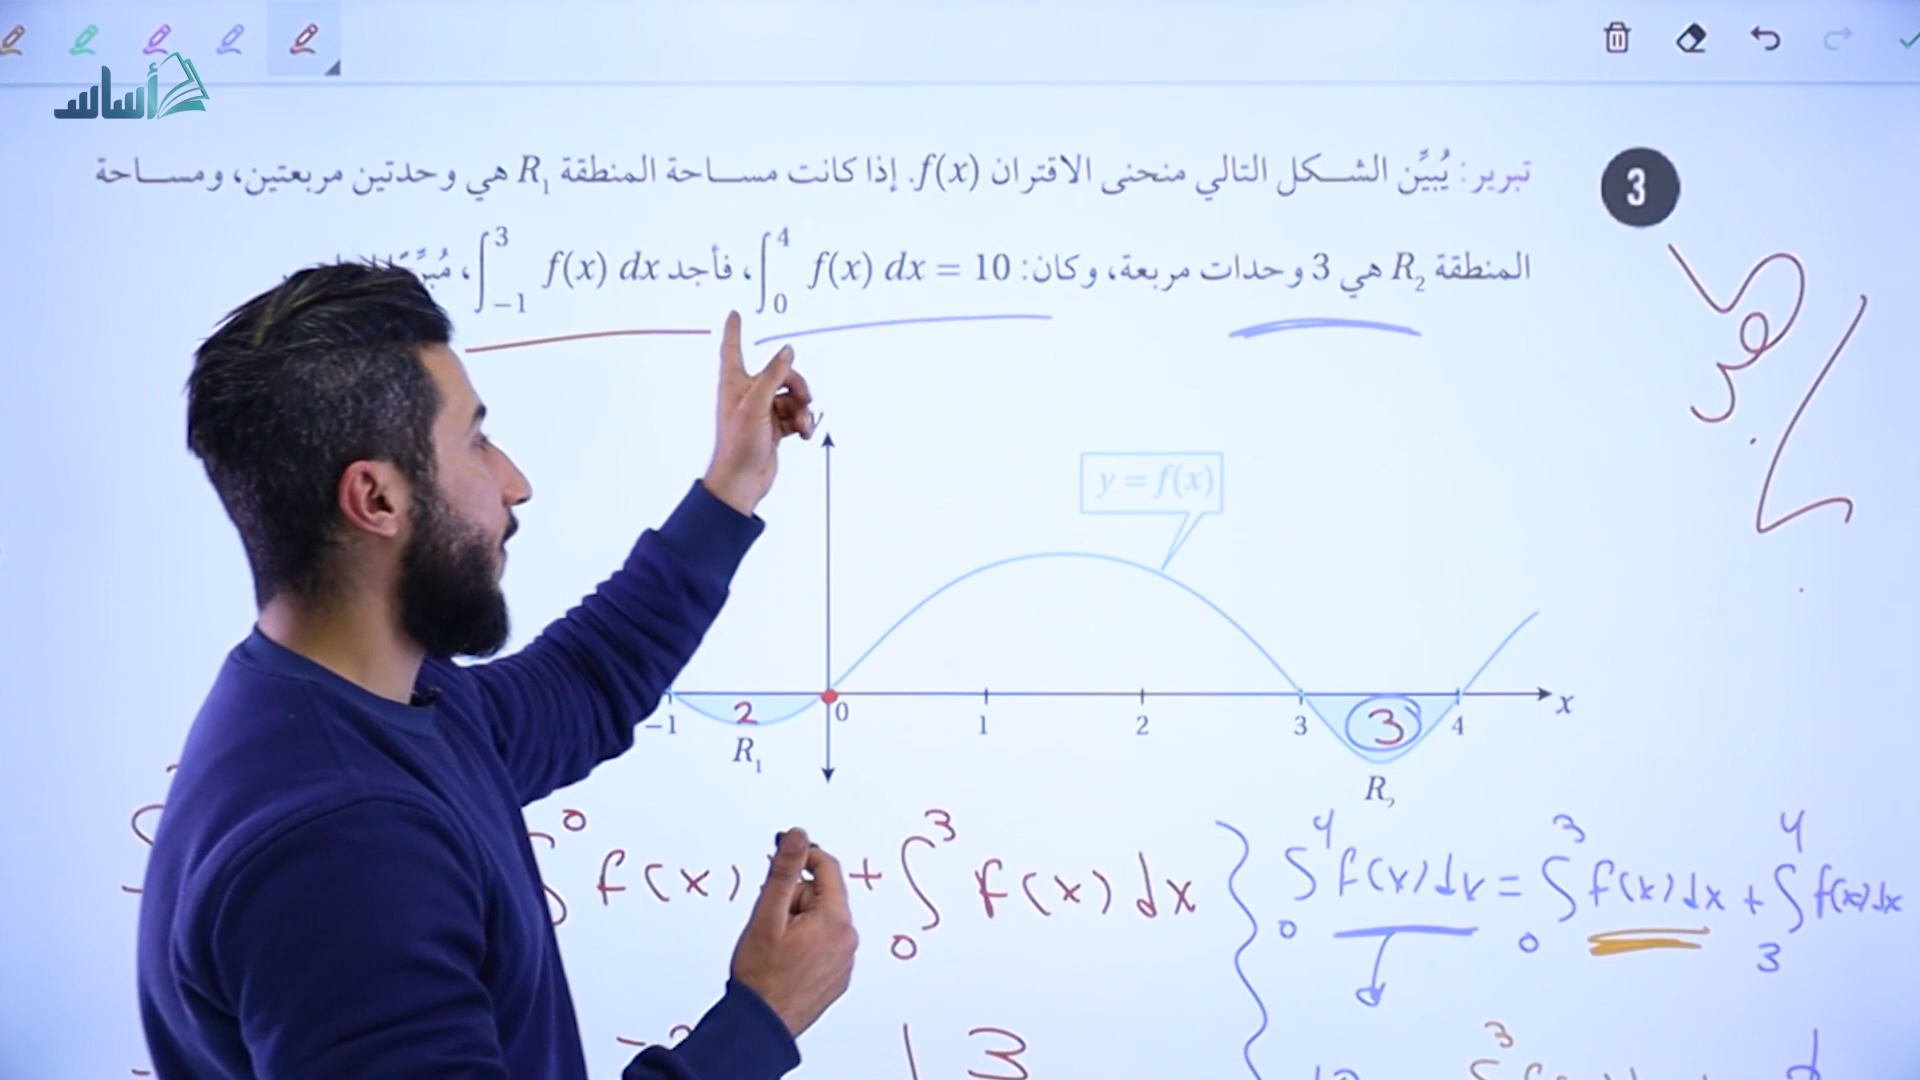 أساس
3
تبرير: يُبيِّن الشكل التالي منحنى الاقتران f(x). إذا كانت مساحة المنطقة R₁ هي وحدتين مربعتين، ومساحة
المنطقة R₂ هي 3 وحدات مربعة، وكان: ∫₀⁴ f(x) dx = 10، فأجد ∫₋₁³ f(x) dx،
y
y = f(x)
x
−1 0 1 2 3 4
2
3
R₁
R₂
∫⁰ f(x) + ∫₀³ f(x) dx
∫₀⁴ f(x) dx = ∫₀³ f(x) dx + ∫₃⁴ f(x) dx
13